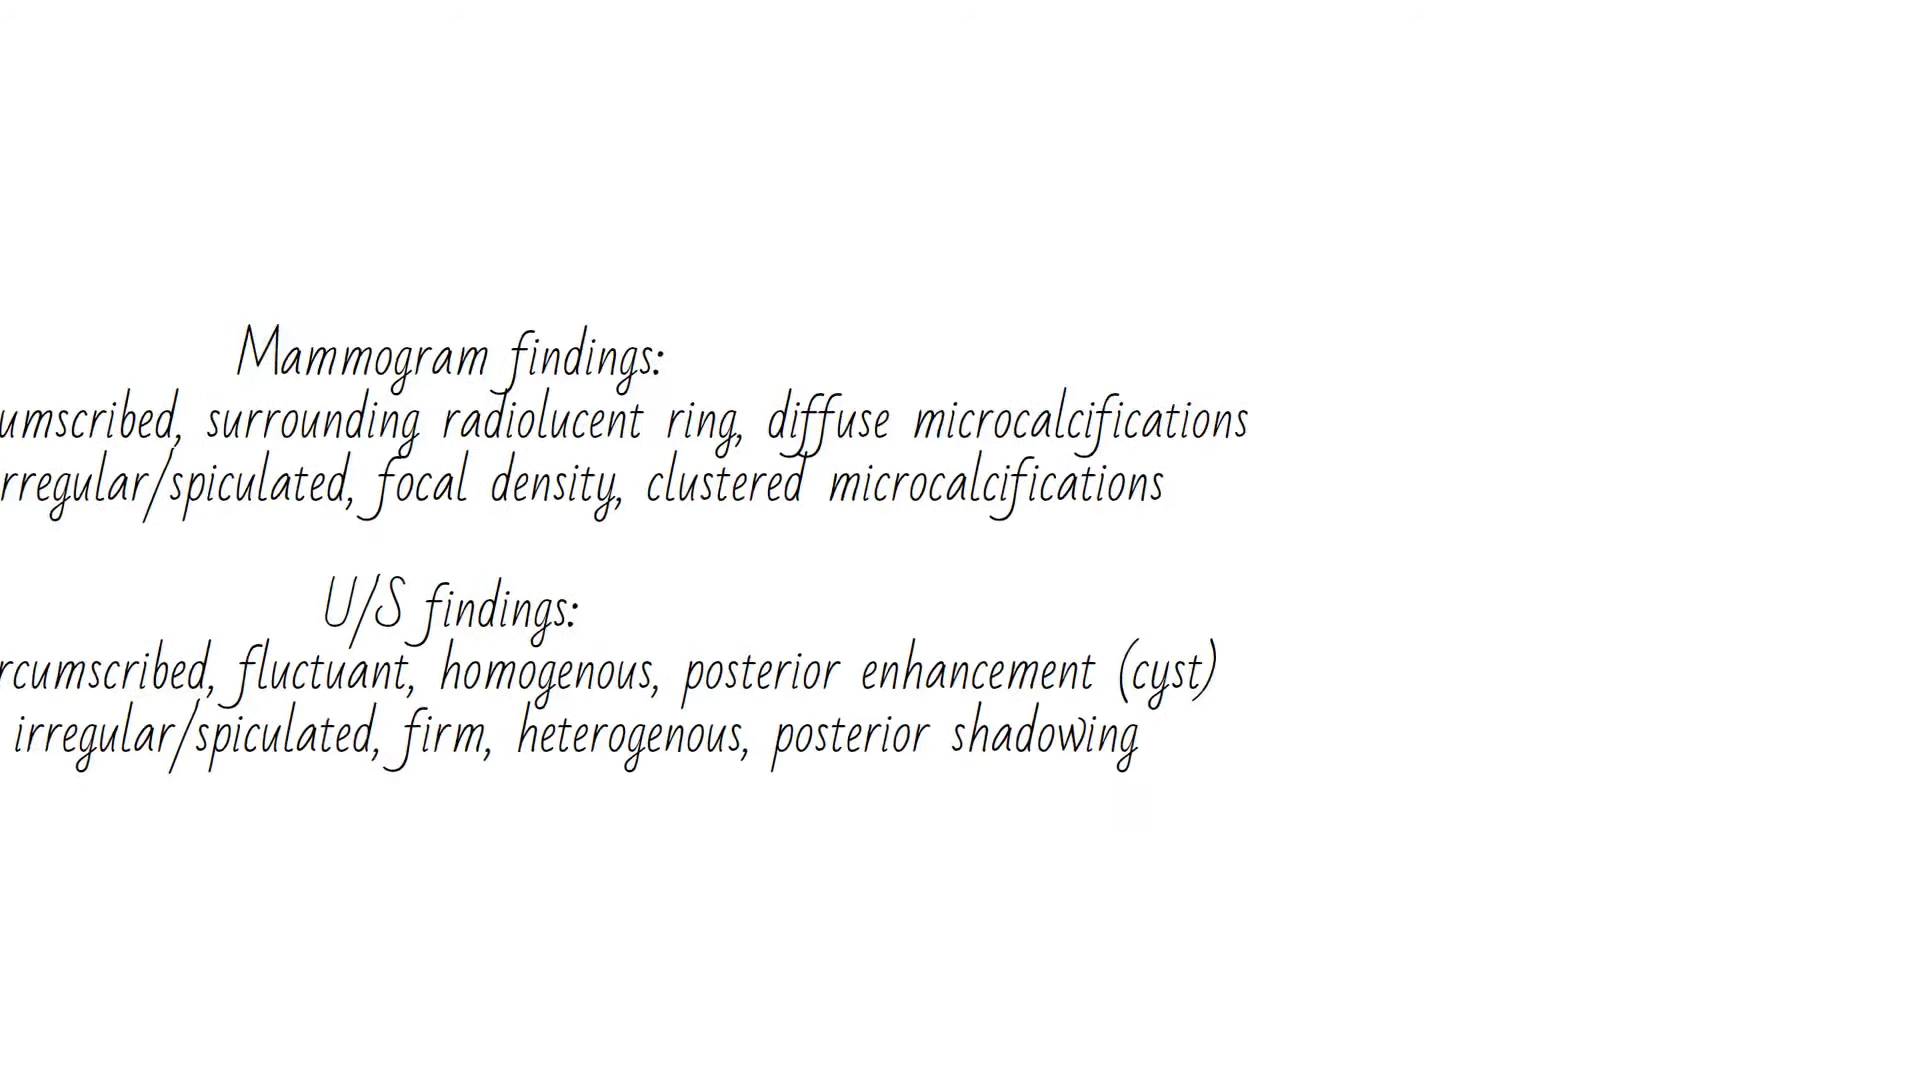 Mammogram findings:
umscribed, surrounding radiolucent ring, diffuse microcalcifications
rregular/spiculated, focal density, clustered microcalcifications
U/S findings:
rcumscribed, fluctuant, homogenous, posterior enhancement (cyst)
irregular/spiculated, firm, heterogenous, posterior shadowing